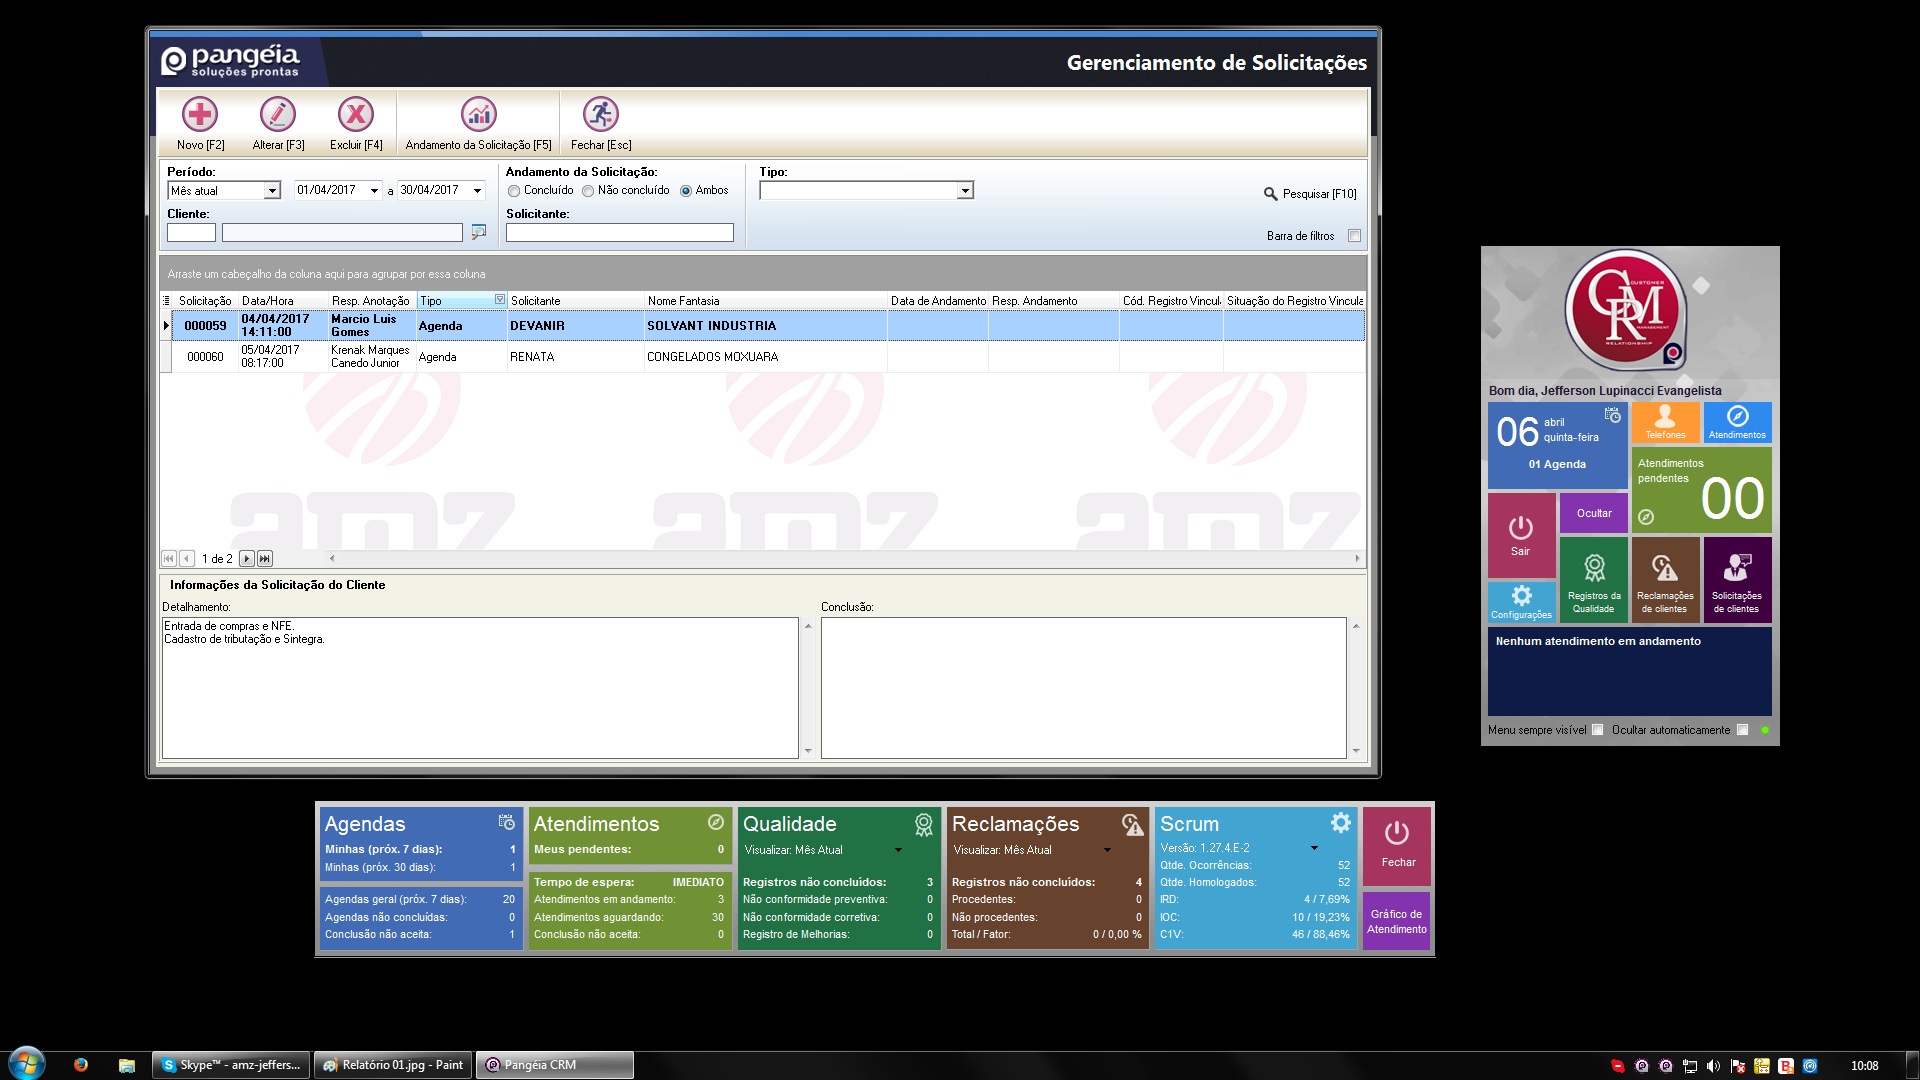 pangéia
soluções prontas
Gerenciamento de Solicitações
Novo [F2]
Alterar [F3]
Excluir [F4]
Andamento da Solicitação [F5]
Fechar [Esc]
Período:
Andamento da Solicitação:
Tipo:
Mês atual
01/04/2017
a
30/04/2017
Concluído
Não concluído
Ambos
Pesquisar [F10]
Cliente:
Solicitante:
Barra de filtros
Arraste um cabeçalho da coluna aqui para agrupar por essa coluna
Solicitação Data/Hora Resp. Anotação Tipo Solicitante Nome Fantasia Data de Andamento Resp. Andamento Cód. Registro Vincul. Situação do Registro Vincula
000059 04/04/2017 14:11:00 Marcio Luis Gomes Agenda DEVANIR SOLVANT INDUSTRIA
000060 05/04/2017 08:17:00 Krenak Marques Canedo Junior Agenda RENATA CONGELADOS MOXUARA
amz amz amz
1 de 2
Informações da Solicitação do Cliente
Detalhamento:
Conclusão:
Entrada de compras e NFE.
Cadastro de tributação e Sintegra.
CUSTOMER
CRM
MANAGEMENT
RELATIONSHIP
Bom dia, Jefferson Lupinacci Evangelista
06
abril
quinta-feira
01 Agenda
Telefones
Atendimentos
Atendimentos
pendentes
00
Sair
Ocultar
Configurações
Registros da
Qualidade
Reclamações
de clientes
Solicitações
de clientes
Nenhum atendimento em andamento
Menu sempre visível
Ocultar automaticamente
Agendas
Minhas (próx. 7 dias): 1
Minhas (próx. 30 dias): 1
Agendas geral (próx. 7 dias): 20
Agendas não concluídas: 0
Conclusão não aceita: 1
Atendimentos
Meus pendentes: 0
Tempo de espera: IMEDIATO
Atendimentos em andamento: 3
Atendimentos aguardando: 30
Conclusão não aceita: 0
Qualidade
Visualizar: Mês Atual
Registros não concluídos: 3
Não conformidade preventiva: 0
Não conformidade corretiva: 0
Registro de Melhorias: 0
Reclamações
Visualizar: Mês Atual
Registros não concluídos: 4
Procedentes: 0
Não procedentes: 0
Total / Fator: 0 / 0,00 %
Scrum
Versão: 1.27.4.E-2
Qtde. Ocorrências: 52
Qtde. Homologados: 52
IRD: 4 / 7,69%
IOC: 10 / 19,23%
C1V: 46 / 88,46%
Fechar
Gráfico de
Atendimento
Skype™ - amz-jeffers...
Relatório 01.jpg - Paint
Pangéia CRM
10:08